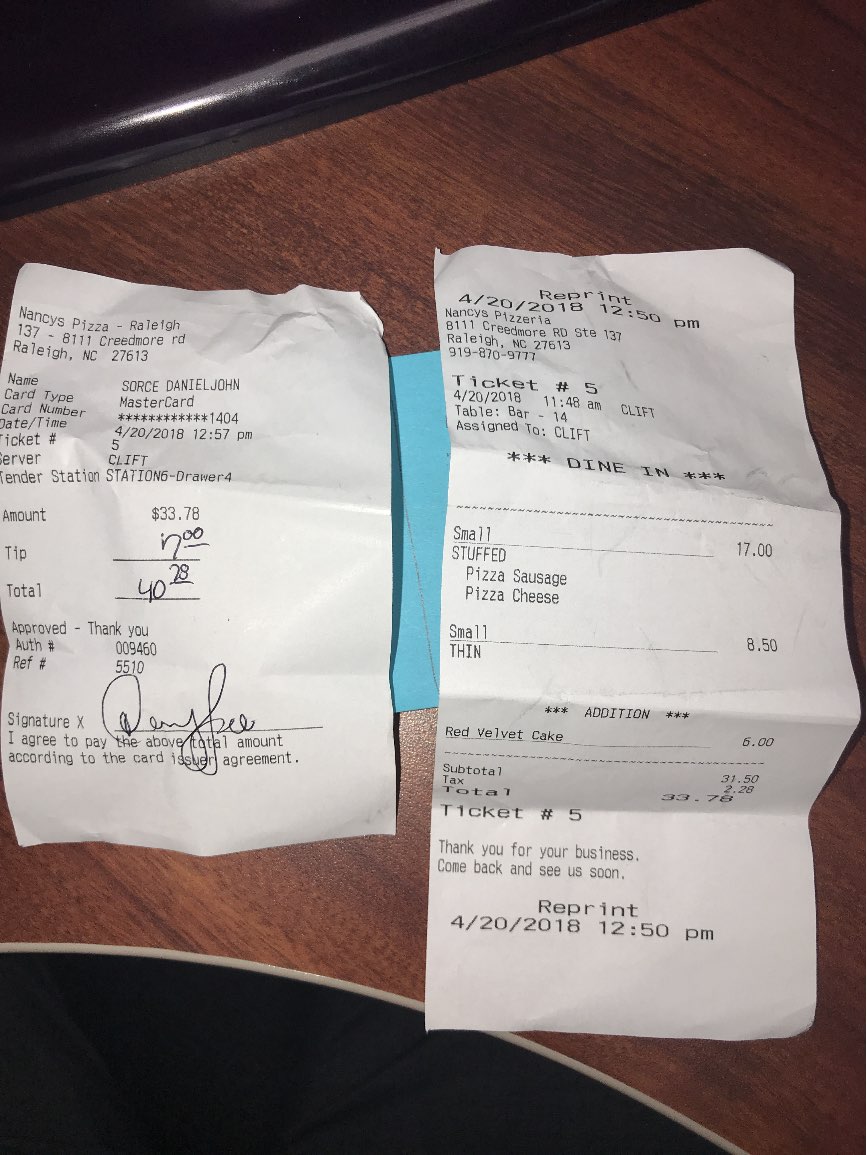 Nancys Pizza - Raleigh
137 - 8111 Creedmore rd
Raleigh, NC 27613
Name SORCE DANIELJOHN
Card Type MasterCard
Card Number ************1404
Date/Time 4/20/2018 12:57 pm
Ticket # 5
Server CLIFT
Tender Station STATION6-Drawer4
Amount $33.78
Tip 7.00
Total 40 28
Approved - Thank you
Auth # 009460
Ref # 5510
Signature X
I agree to pay the above total amount
according to the card issuer agreement.
Reprint
4/20/2018 12:50 pm
Nancys Pizzeria
8111 Creedmore RD Ste 137
Raleigh, NC 27613
919-870-9777
Ticket # 5
4/20/2018 11:48 am CLIFT
Table: Bar - 14
Assigned To: CLIFT
*** DINE IN ***
Small 17.00
STUFFED
Pizza Sausage
Pizza Cheese
Small 8.50
THIN
*** ADDITION ***
Red Velvet Cake 6.00
Subtotal 31.50
Tax 2.28
Total 33.78
Ticket # 5
Thank you for your business.
Come back and see us soon.
Reprint
4/20/2018 12:50 pm